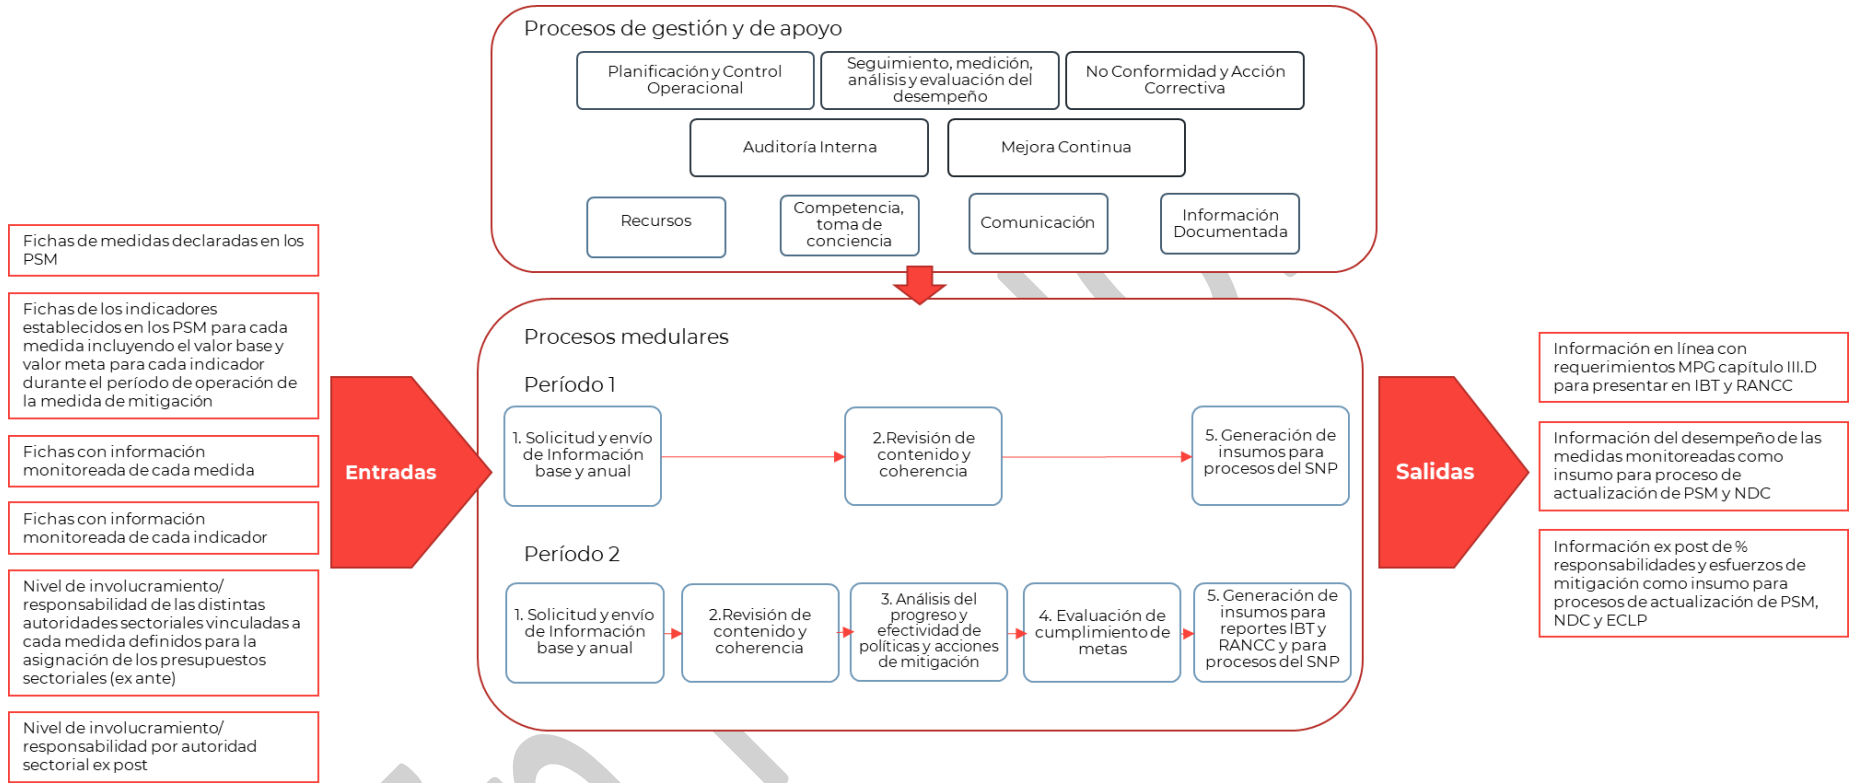 Procesos de gestión y de apoyo
Planificación y Control
Operacional
Seguimiento, medición,
análisis y evaluación del
desempeño
No Conformidad y Acción
Correctiva
Auditoría Interna
Mejora Continua
Recursos
Competencia,
toma de
conciencia
Comunicación
Información
Documentada
Fichas de medidas declaradas en los
PSM
Fichas de los indicadores
establecidos en los PSM para cada
medida incluyendo el valor base y
valor meta para cada indicador
durante el período de operación de
la medida de mitigación
Fichas con información
monitoreada de cada medida
Fichas con información
monitoreada de cada indicador
Nivel de involucramiento/
responsabilidad de las distintas
autoridades sectoriales vinculadas a
cada medida definidos para la
asignación de los presupuestos
sectoriales (ex ante)
Nivel de involucramiento/
responsabilidad por autoridad
sectorial ex post
Entradas
Procesos medulares
Período 1
1. Solicitud y envío
de Información
base y anual
2.Revisión de
contenido y
coherencia
5. Generación de
insumos para
procesos del SNP
Período 2
1. Solicitud y envío
de Información
base y anual
2.Revisión de
contenido y
coherencia
3. Análisis del
progreso y
efectividad de
políticas y acciones
de mitigación
4. Evaluación de
cumplimiento de
metas
5. Generación de
insumos para
reportes IBT y
RANCC y para
procesos del SNP
Salidas
Información en línea con
requerimientos MPG capítulo III.D
para presentar en IBT y RANCC
Información del desempeño de las
medidas monitoreadas como
insumo para proceso de
actualización de PSM y NDC
Información ex post de %
responsabilidades y esfuerzos de
mitigación como insumo para
procesos de actualización de PSM,
NDC y ECLP